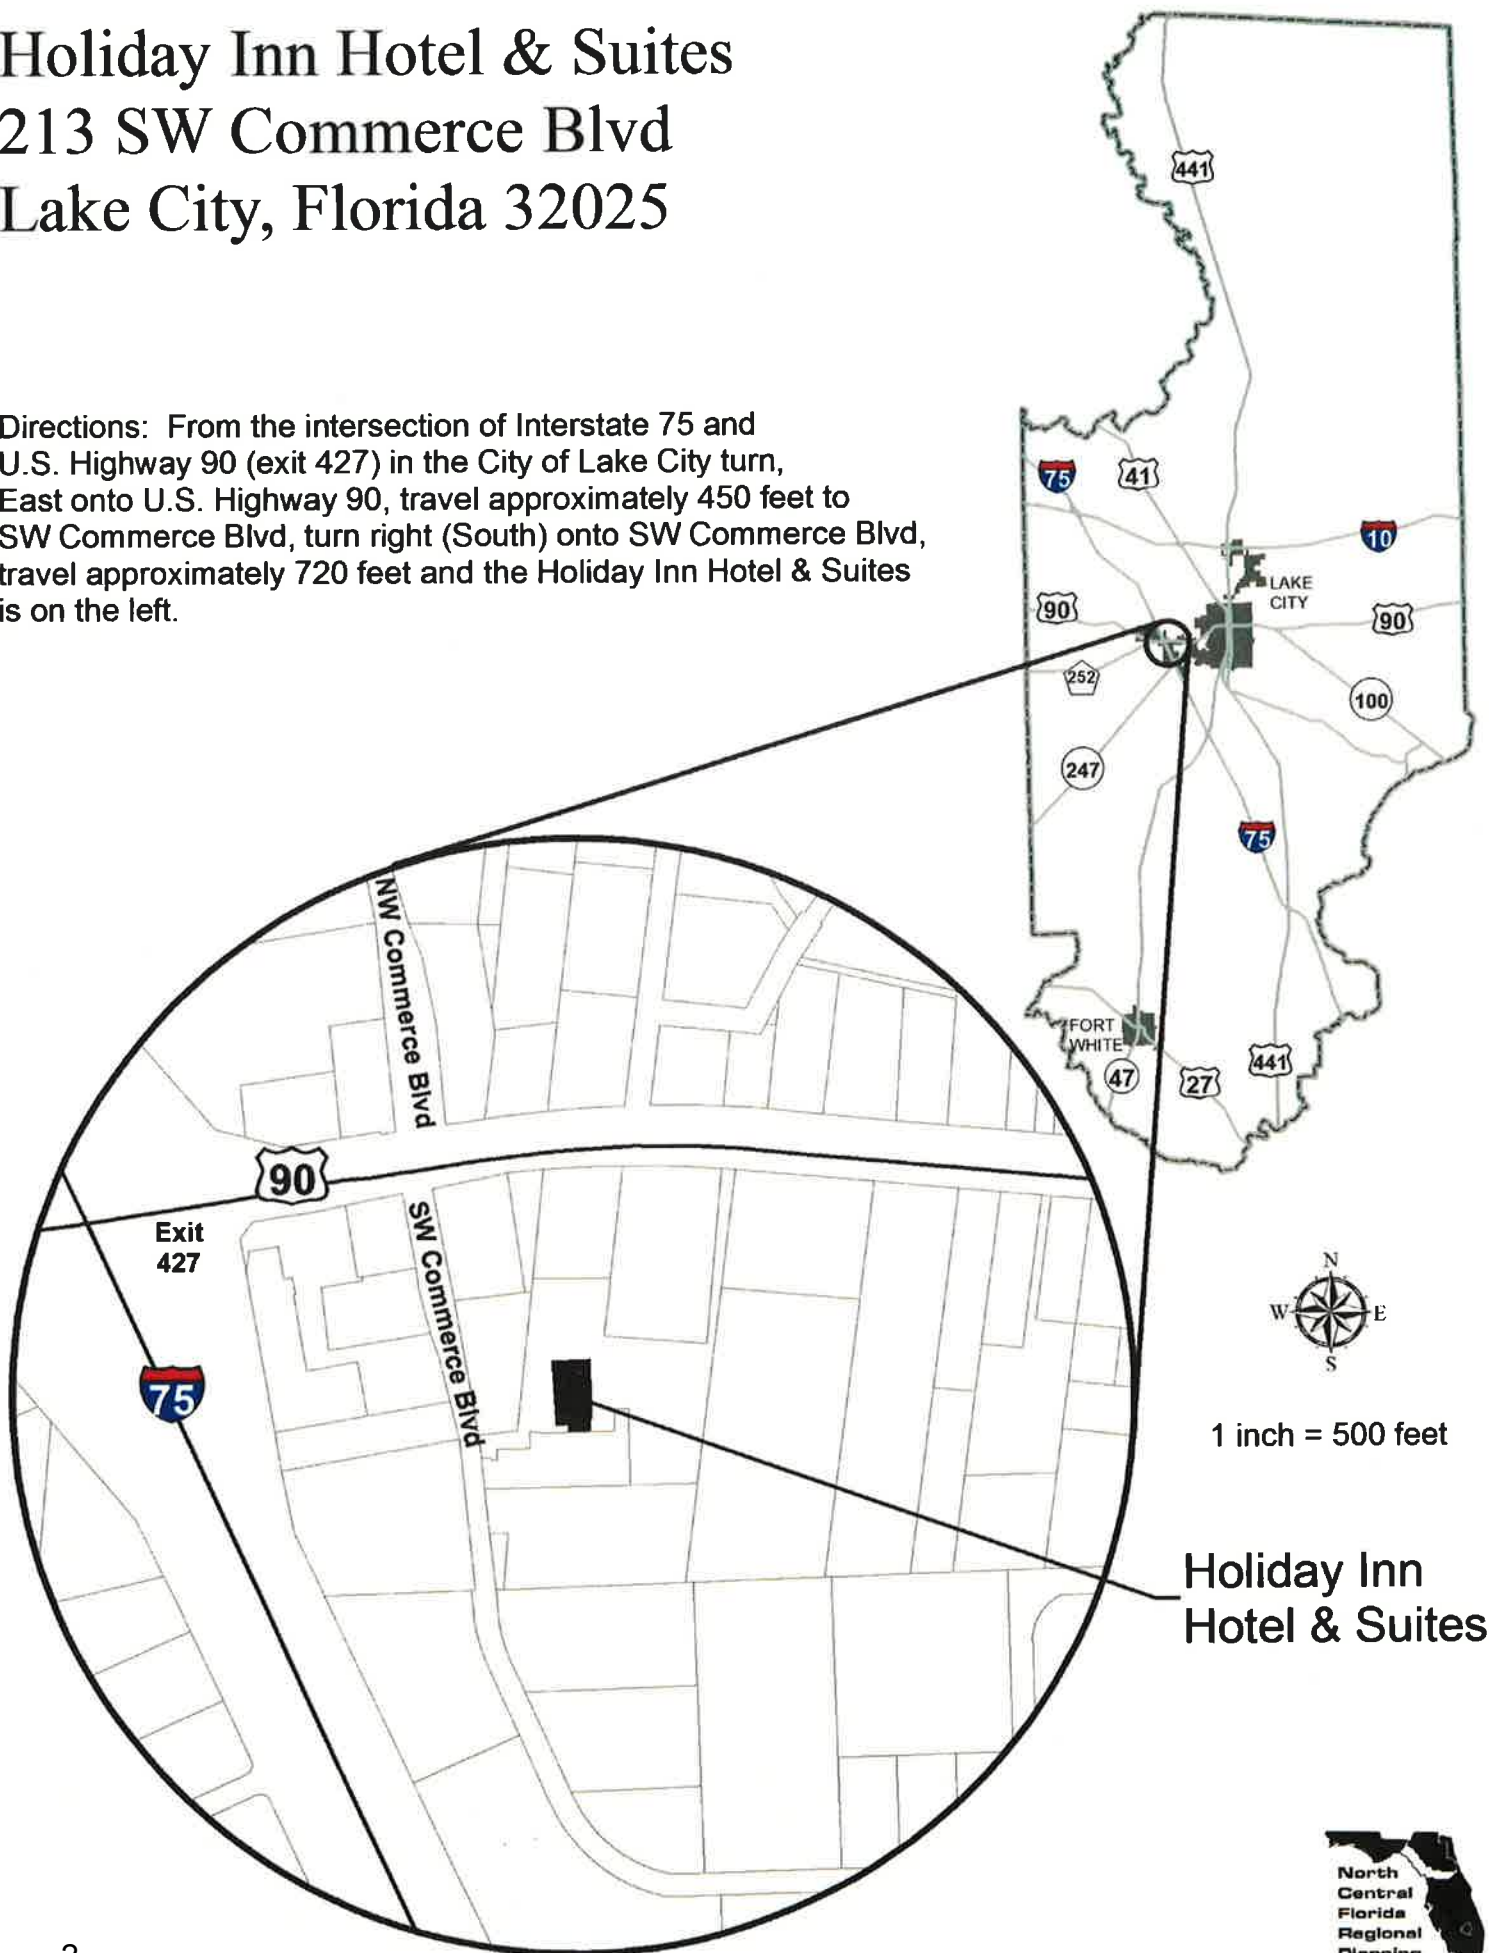 Holiday Inn Hotel & Suites
213 SW Commerce Blvd
Lake City, Florida 32025
Directions: From the intersection of Interstate 75 and
U.S. Highway 90 (exit 427) in the City of Lake City turn,
East onto U.S. Highway 90, travel approximately 450 feet to
SW Commerce Blvd, turn right (South) onto SW Commerce Blvd,
travel approximately 720 feet and the Holiday Inn Hotel & Suites
is on the left.
441
75
41
10
LAKE
CITY
90
90
252
100
247
75
FORT
WHITE
47
27
441
NW Commerce Blvd
90
Exit
427
SW Commerce Blvd
75
N
W
E
S
1 inch = 500 feet
Holiday Inn
Hotel & Suites
North
Central
Florida
Regional